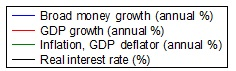 Broad money growth (annual %)
GDP growth (annual %)
Inflation, GDP deflator (annual %)
Real interest rate (%)